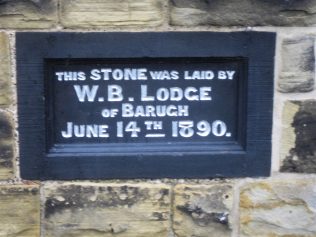 THIS STONE WAS LAID BY
W.B. LODGE
OF BARUGH
JUNE 14TH 1890.